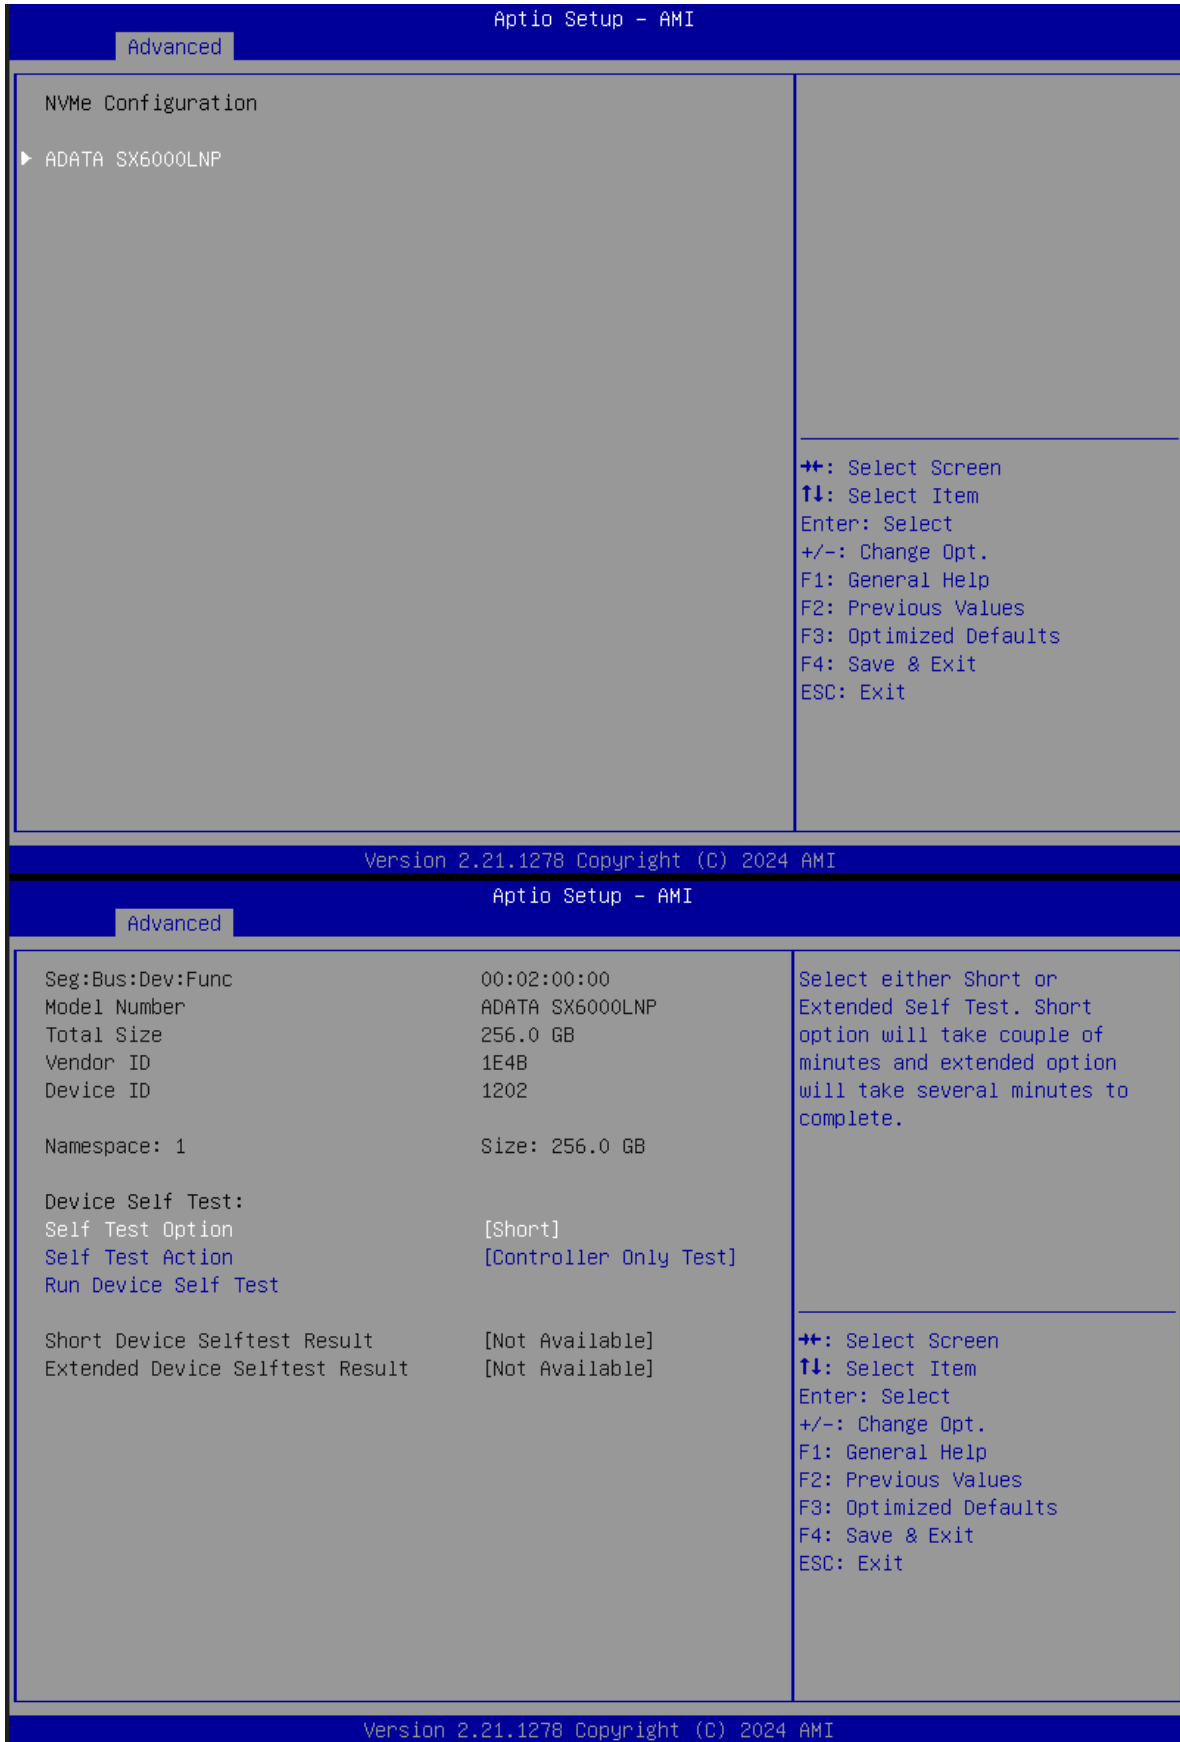 Aptio Setup – AMI
Advanced
NVMe Configuration
ADATA SX6000LNP
→←: Select Screen
↑↓: Select Item
Enter: Select
+/-: Change Opt.
F1: General Help
F2: Previous Values
F3: Optimized Defaults
F4: Save & Exit
ESC: Exit
Version 2.21.1278 Copyright (C) 2024 AMI
Aptio Setup – AMI
Advanced
Seg:Bus:Dev:Func 00:02:00:00
Model Number ADATA SX6000LNP
Total Size 256.0 GB
Vendor ID 1E4B
Device ID 1202
Namespace: 1 Size: 256.0 GB
Device Self Test:
Self Test Option [Short]
Self Test Action [Controller Only Test]
Run Device Self Test
Short Device Selftest Result [Not Available]
Extended Device Selftest Result [Not Available]
Select either Short or
Extended Self Test. Short
option will take couple of
minutes and extended option
will take several minutes to
complete.
→←: Select Screen
↑↓: Select Item
Enter: Select
+/-: Change Opt.
F1: General Help
F2: Previous Values
F3: Optimized Defaults
F4: Save & Exit
ESC: Exit
Version 2.21.1278 Copyright (C) 2024 AMI